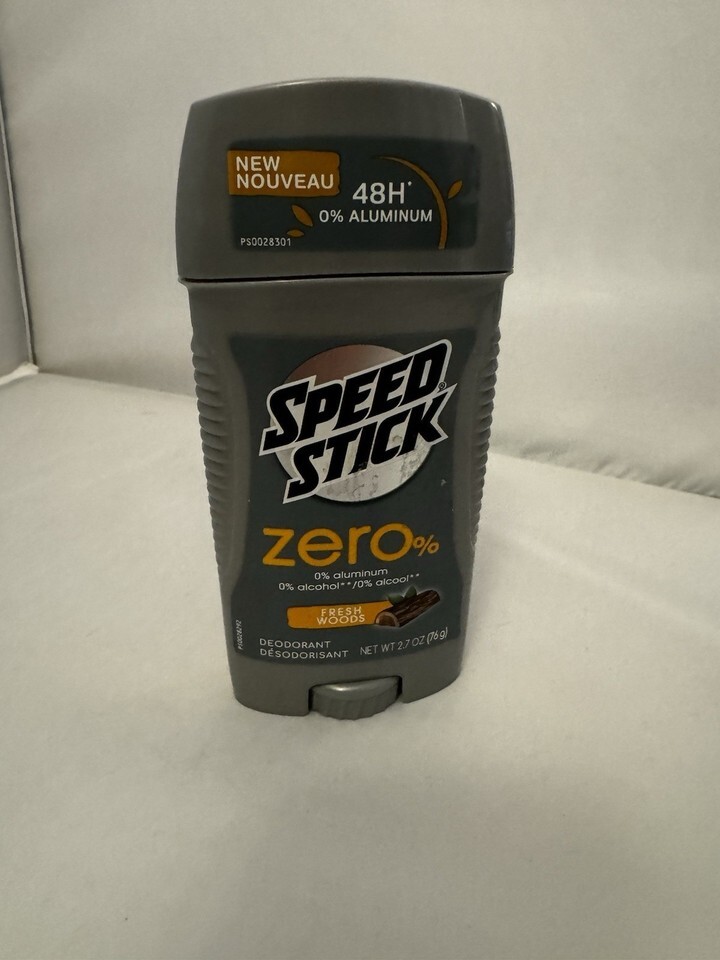 NEW
NOUVEAU
48H*
0% ALUMINUM
PS0028301
SPEED
STICK®
zero%
0% aluminum
0% alcohol**/0% alcool**
FRESH
WOODS
DEODORANT
DÉSODORISANT
NET WT 2.7 OZ (76g)